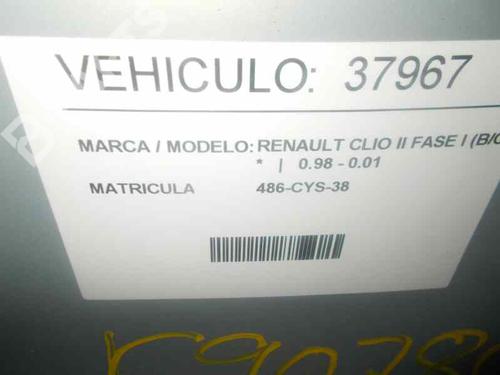 VEHICULO: 37967
MARCA / MODELO: RENAULT CLIO II FASE I (B/C
* | 0.98 - 0.01
MATRICULA 486-CYS-38